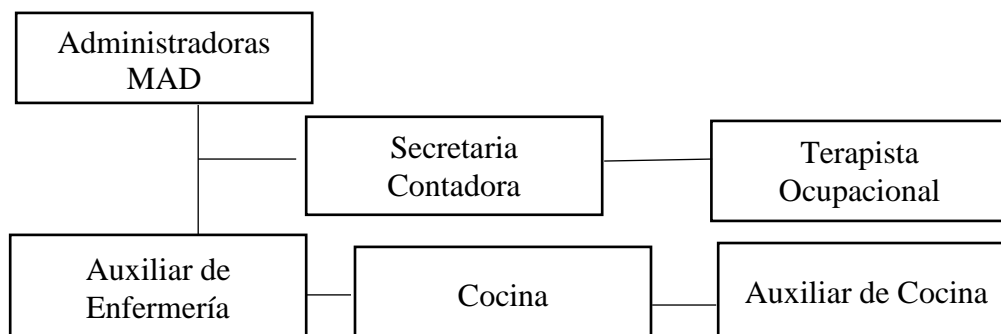 Administradoras
MAD
Secretaria
Contadora
Terapista
Ocupacional
Auxiliar de
Enfermería
Cocina
Auxiliar de Cocina